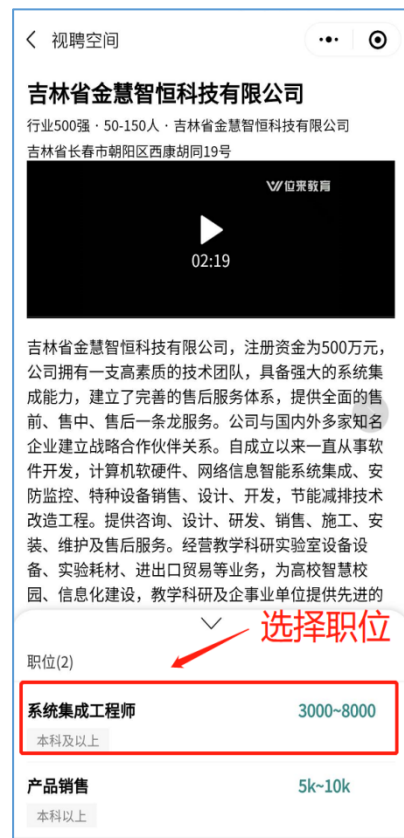 视聘空间
吉林省金慧智恒科技有限公司
行业500强 · 50-150人 · 吉林省金慧智恒科技有限公司
吉林省长春市朝阳区西康胡同19号
位来教育
02:19
吉林省金慧智恒科技有限公司，注册资金为500万元，
公司拥有一支高素质的技术团队，具备强大的系统集
成能力，建立了完善的售后服务体系，提供全面的售
前、售中、售后一条龙服务。公司与国内外多家知名
企业建立战略合作伙伴关系。自成立以来一直从事软
件开发，计算机软硬件、网络信息智能系统集成、安
防监控、特种设备销售、设计、开发，节能减排技术
改造工程。提供咨询、设计、研发、销售、施工、安
装、维护及售后服务。经营教学科研实验室设备设
备、实验耗材、进出口贸易等业务，为高校智慧校
园、信息化建设，教学科研及企事业单位提供先进的
选择职位
职位(2)
系统集成工程师 3000~8000
本科及以上
产品销售 5k~10k
本科以上